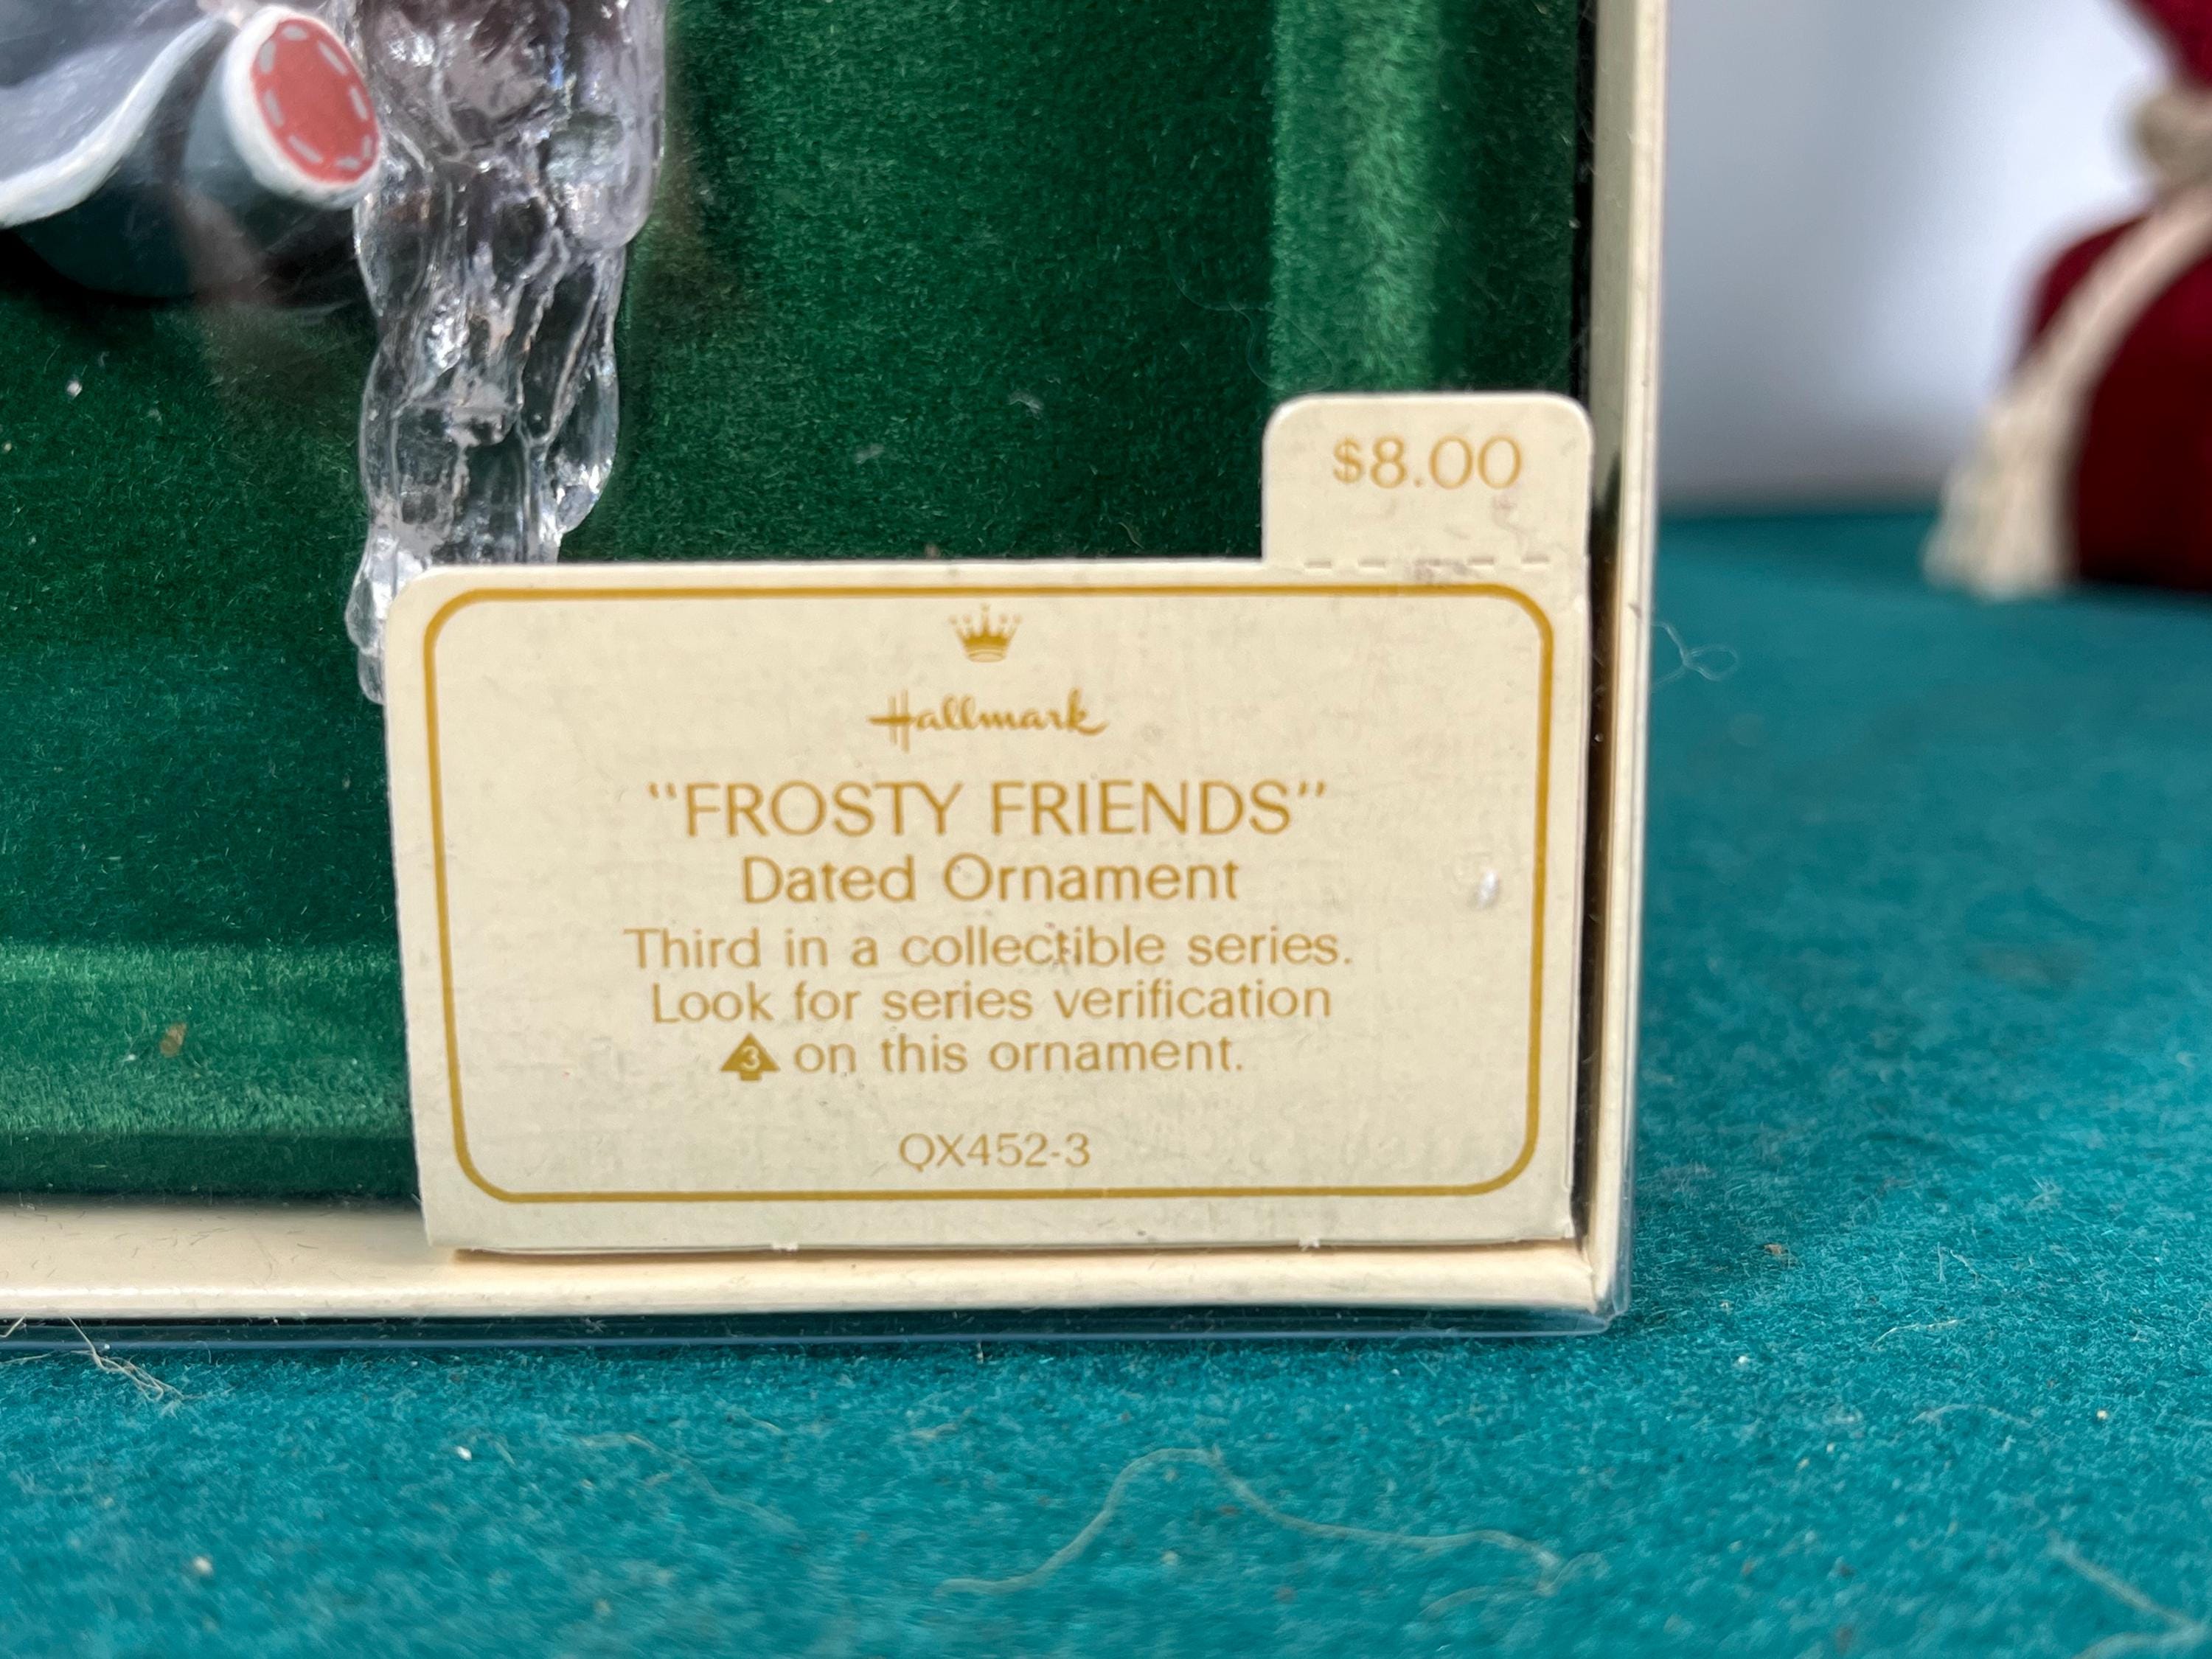 $8.00
Hallmark
"FROSTY FRIENDS"
Dated Ornament
Third in a collectible series.
Look for series verification
3 on this ornament.
QX452-3